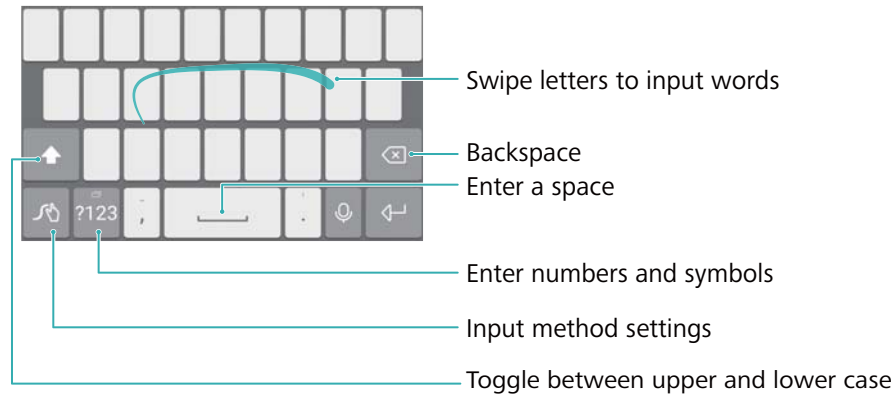 Swipe letters to input words
Backspace
Enter a space
?123
;
.
Enter numbers and symbols
Input method settings
Toggle between upper and lower case